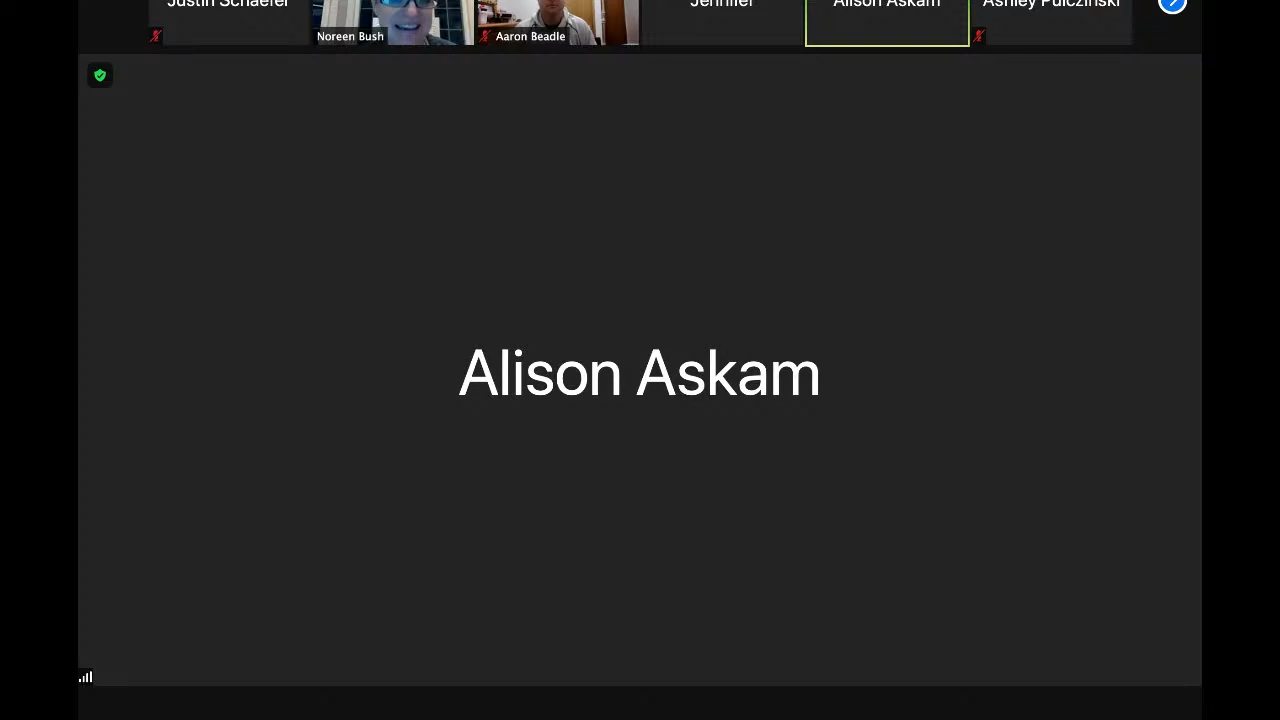 Justin Schaefer
Jennifer
Alison Askam
Ashley Pulczinski
Noreen Bush
Aaron Beadle
Alison Askam